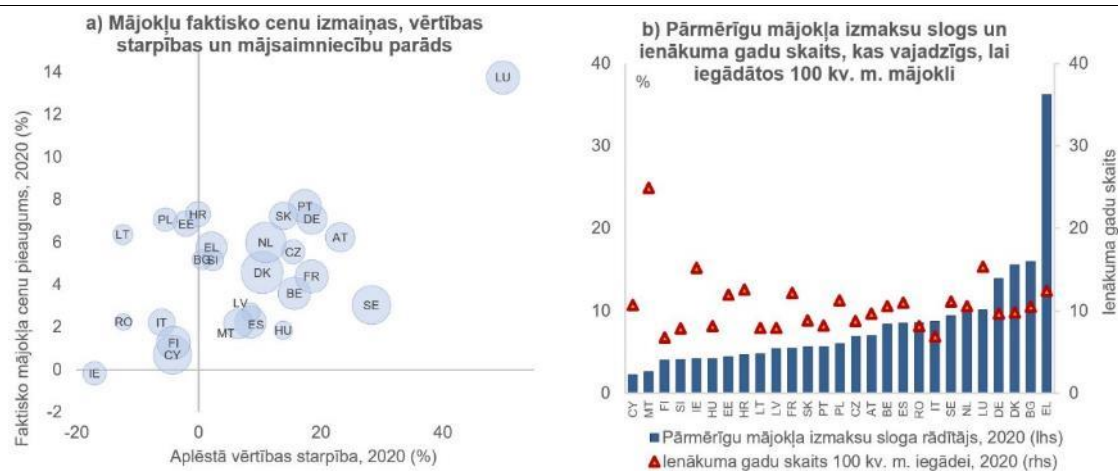 a) Mājokļu faktisko cenu izmaiņas, vērtības
starpības un mājsaimniecību parāds
Faktisko mājokļa cenu pieaugums, 2020 (%)
14
12
10
8
6
4
2
0
-2
LU
PT
HR
SK
DE
PL
EE
LT
AT
NL
EL
CZ
BG
SI
DK
FR
BE
LV
SE
RO
IT
ES
MT
HU
FI
CY
IE
-20
0
20
40
Aplēstā vērtības starpība, 2020 (%)
b) Pārmērīgu mājokļa izmaksu slogs un
ienākuma gadu skaits, kas vajadzīgs, lai
iegādātos 100 kv. m. mājokli
%
40
30
20
10
0
40
30
20
10
0
Ienākuma gadu skaits
CY
MT
FI
SI
IE
HU
EE
HR
LT
LV
FR
SK
PT
PL
CZ
AT
BE
ES
RO
IT
SE
NL
LU
DE
DK
BG
EL
Pārmērīgu mājokļa izmaksu sloga rādītājs, 2020 (lhs)
Ienākuma gadu skaits 100 kv. m. iegādei, 2020 (rhs)